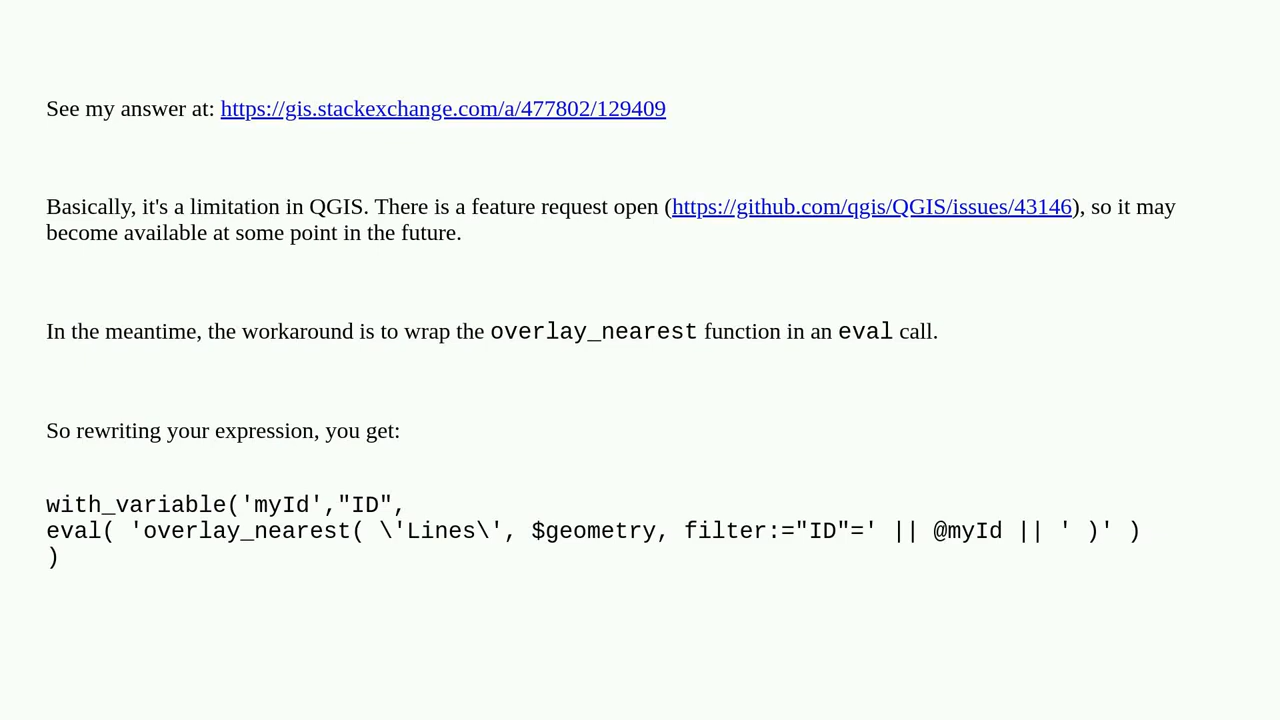 See my answer at: https://gis.stackexchange.com/a/477802/129409
Basically, it's a limitation in QGIS. There is a feature request open (https://github.com/qgis/QGIS/issues/43146), so it may
become available at some point in the future.
In the meantime, the workaround is to wrap the overlay_nearest function in an eval call.
So rewriting your expression, you get:
with_variable('myId',"ID",
eval( 'overlay_nearest( \'Lines\', $geometry, filter:="ID"=' || @myId || ' )' )
)